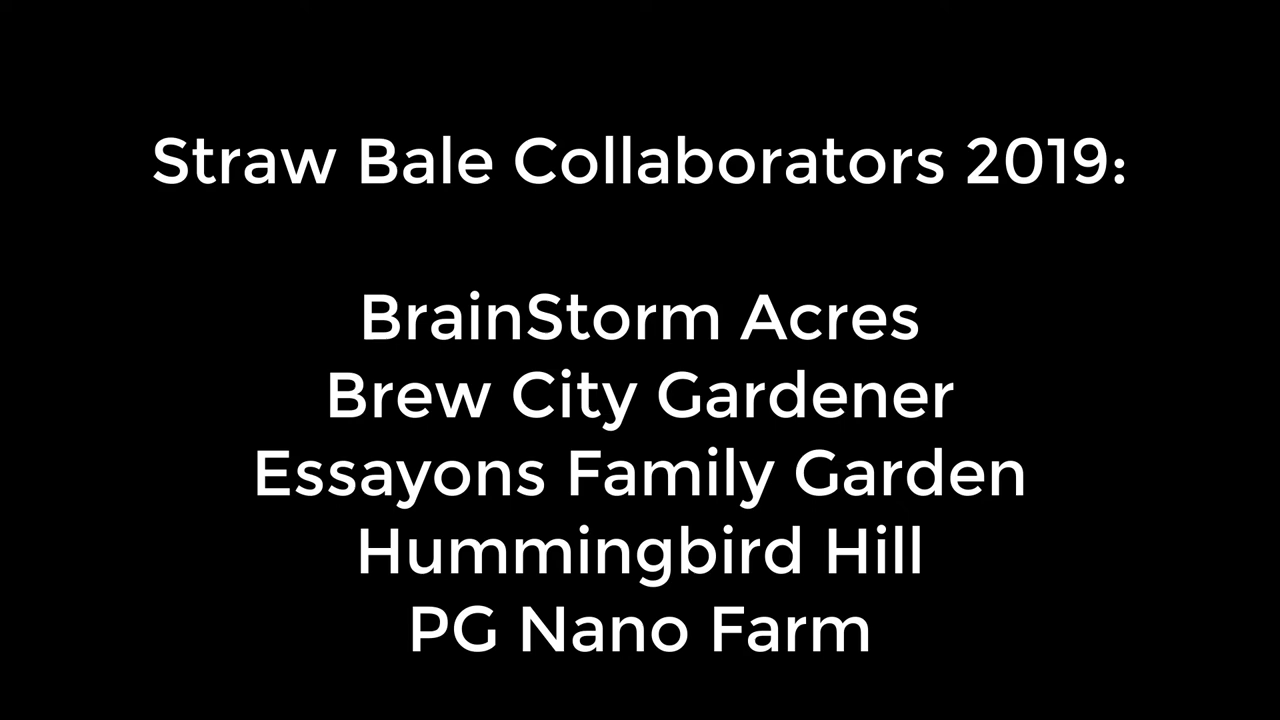 Straw Bale Collaborators 2019:
BrainStorm Acres
Brew City Gardener
Essayons Family Garden
Hummingbird Hill
PG Nano Farm